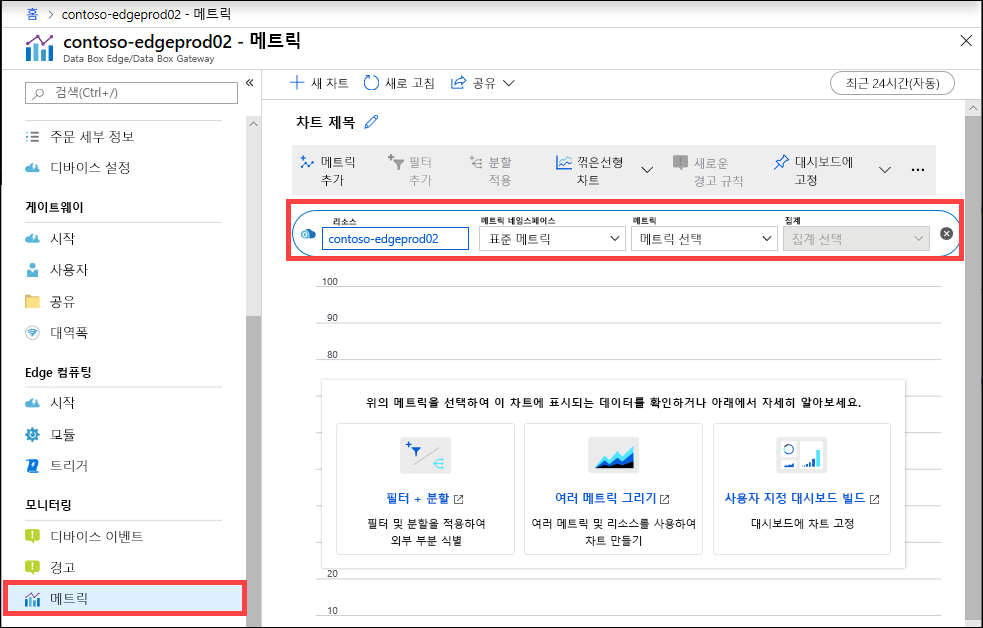 홈 > contoso-edgeprod02 - 메트릭
contoso-edgeprod02 - 메트릭
Data Box Edge/Data Box Gateway
검색(Ctrl+/)
주문 세부 정보
디바이스 설정
게이트웨이
시작
사용자
공유
대역폭
Edge 컴퓨팅
시작
모듈
트리거
모니터링
디바이스 이벤트
경고
메트릭
새 차트
새로 고침
공유
최근 24시간(자동)
차트 제목
메트릭
추가
필터
추가
분할
적용
꺾은선형
차트
새로운
경고 규칙
대시보드에
고정
리소스
메트릭 네임스페이스
메트릭
집계
contoso-edgeprod02
표준 메트릭
메트릭 선택
집계 선택
100
90
80
위의 메트릭을 선택하여 이 차트에 표시되는 데이터를 확인하거나 아래에서 자세히 알아보세요.
필터 + 분할
필터 및 분할을 적용하여
외부 부분 식별
여러 메트릭 그리기
여러 메트릭 및 리소스를 사용하여
차트 만들기
사용자 지정 대시보드 빌드
대시보드에 차트 고정
20
10